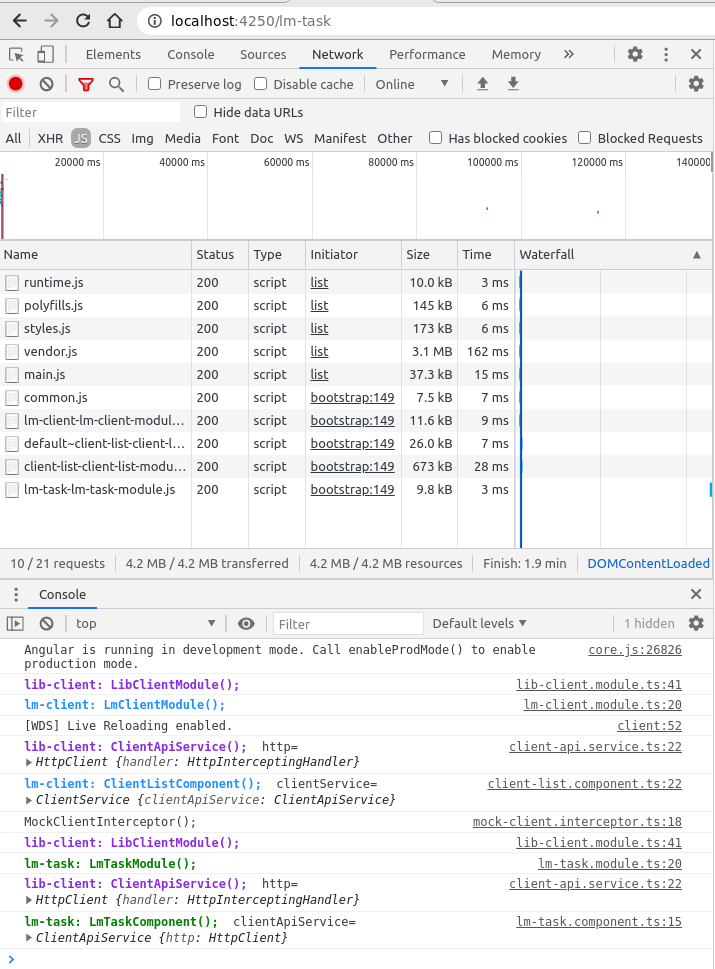 localhost:4250/lm-task
Elements Console Sources Network Performance Memory »
Preserve log Disable cache Online
Filter Hide data URLs
All XHR JS CSS Img Media Font Doc WS Manifest Other Has blocked cookies Blocked Requests
20000 ms 40000 ms 60000 ms 80000 ms 100000 ms 120000 ms 140000
Name Status Type Initiator Size Time Waterfall
runtime.js 200 script list 10.0 kB 3 ms
polyfills.js 200 script list 145 kB 6 ms
styles.js 200 script list 173 kB 6 ms
vendor.js 200 script list 3.1 MB 162 ms
main.js 200 script list 37.3 kB 15 ms
common.js 200 script bootstrap:149 7.5 kB 7 ms
lm-client-lm-client-modul... 200 script bootstrap:149 11.6 kB 9 ms
default~client-list-client-l... 200 script bootstrap:149 26.0 kB 7 ms
client-list-client-list-modu... 200 script bootstrap:149 673 kB 28 ms
lm-task-lm-task-module.js 200 script bootstrap:149 9.8 kB 3 ms
10 / 21 requests 4.2 MB / 4.2 MB transferred 4.2 MB / 4.2 MB resources Finish: 1.9 min DOMContentLoaded
Console
top Filter Default levels 1 hidden
Angular is running in development mode. Call enableProdMode() to enable core.js:26826
production mode.
lib-client: LibClientModule(); lib-client.module.ts:41
lm-client: LmClientModule(); lm-client.module.ts:20
[WDS] Live Reloading enabled. client:52
lib-client: ClientApiService(); http= client-api.service.ts:22
HttpClient {handler: HttpInterceptingHandler}
lm-client: ClientListComponent(); clientService= client-list.component.ts:22
ClientService {clientApiService: ClientApiService}
MockClientInterceptor(); mock-client.interceptor.ts:18
lib-client: LibClientModule(); lib-client.module.ts:41
lm-task: LmTaskModule(); lm-task.module.ts:20
lib-client: ClientApiService(); http= client-api.service.ts:22
HttpClient {handler: HttpInterceptingHandler}
lm-task: LmTaskComponent(); clientApiService= lm-task.component.ts:15
ClientApiService {http: HttpClient}